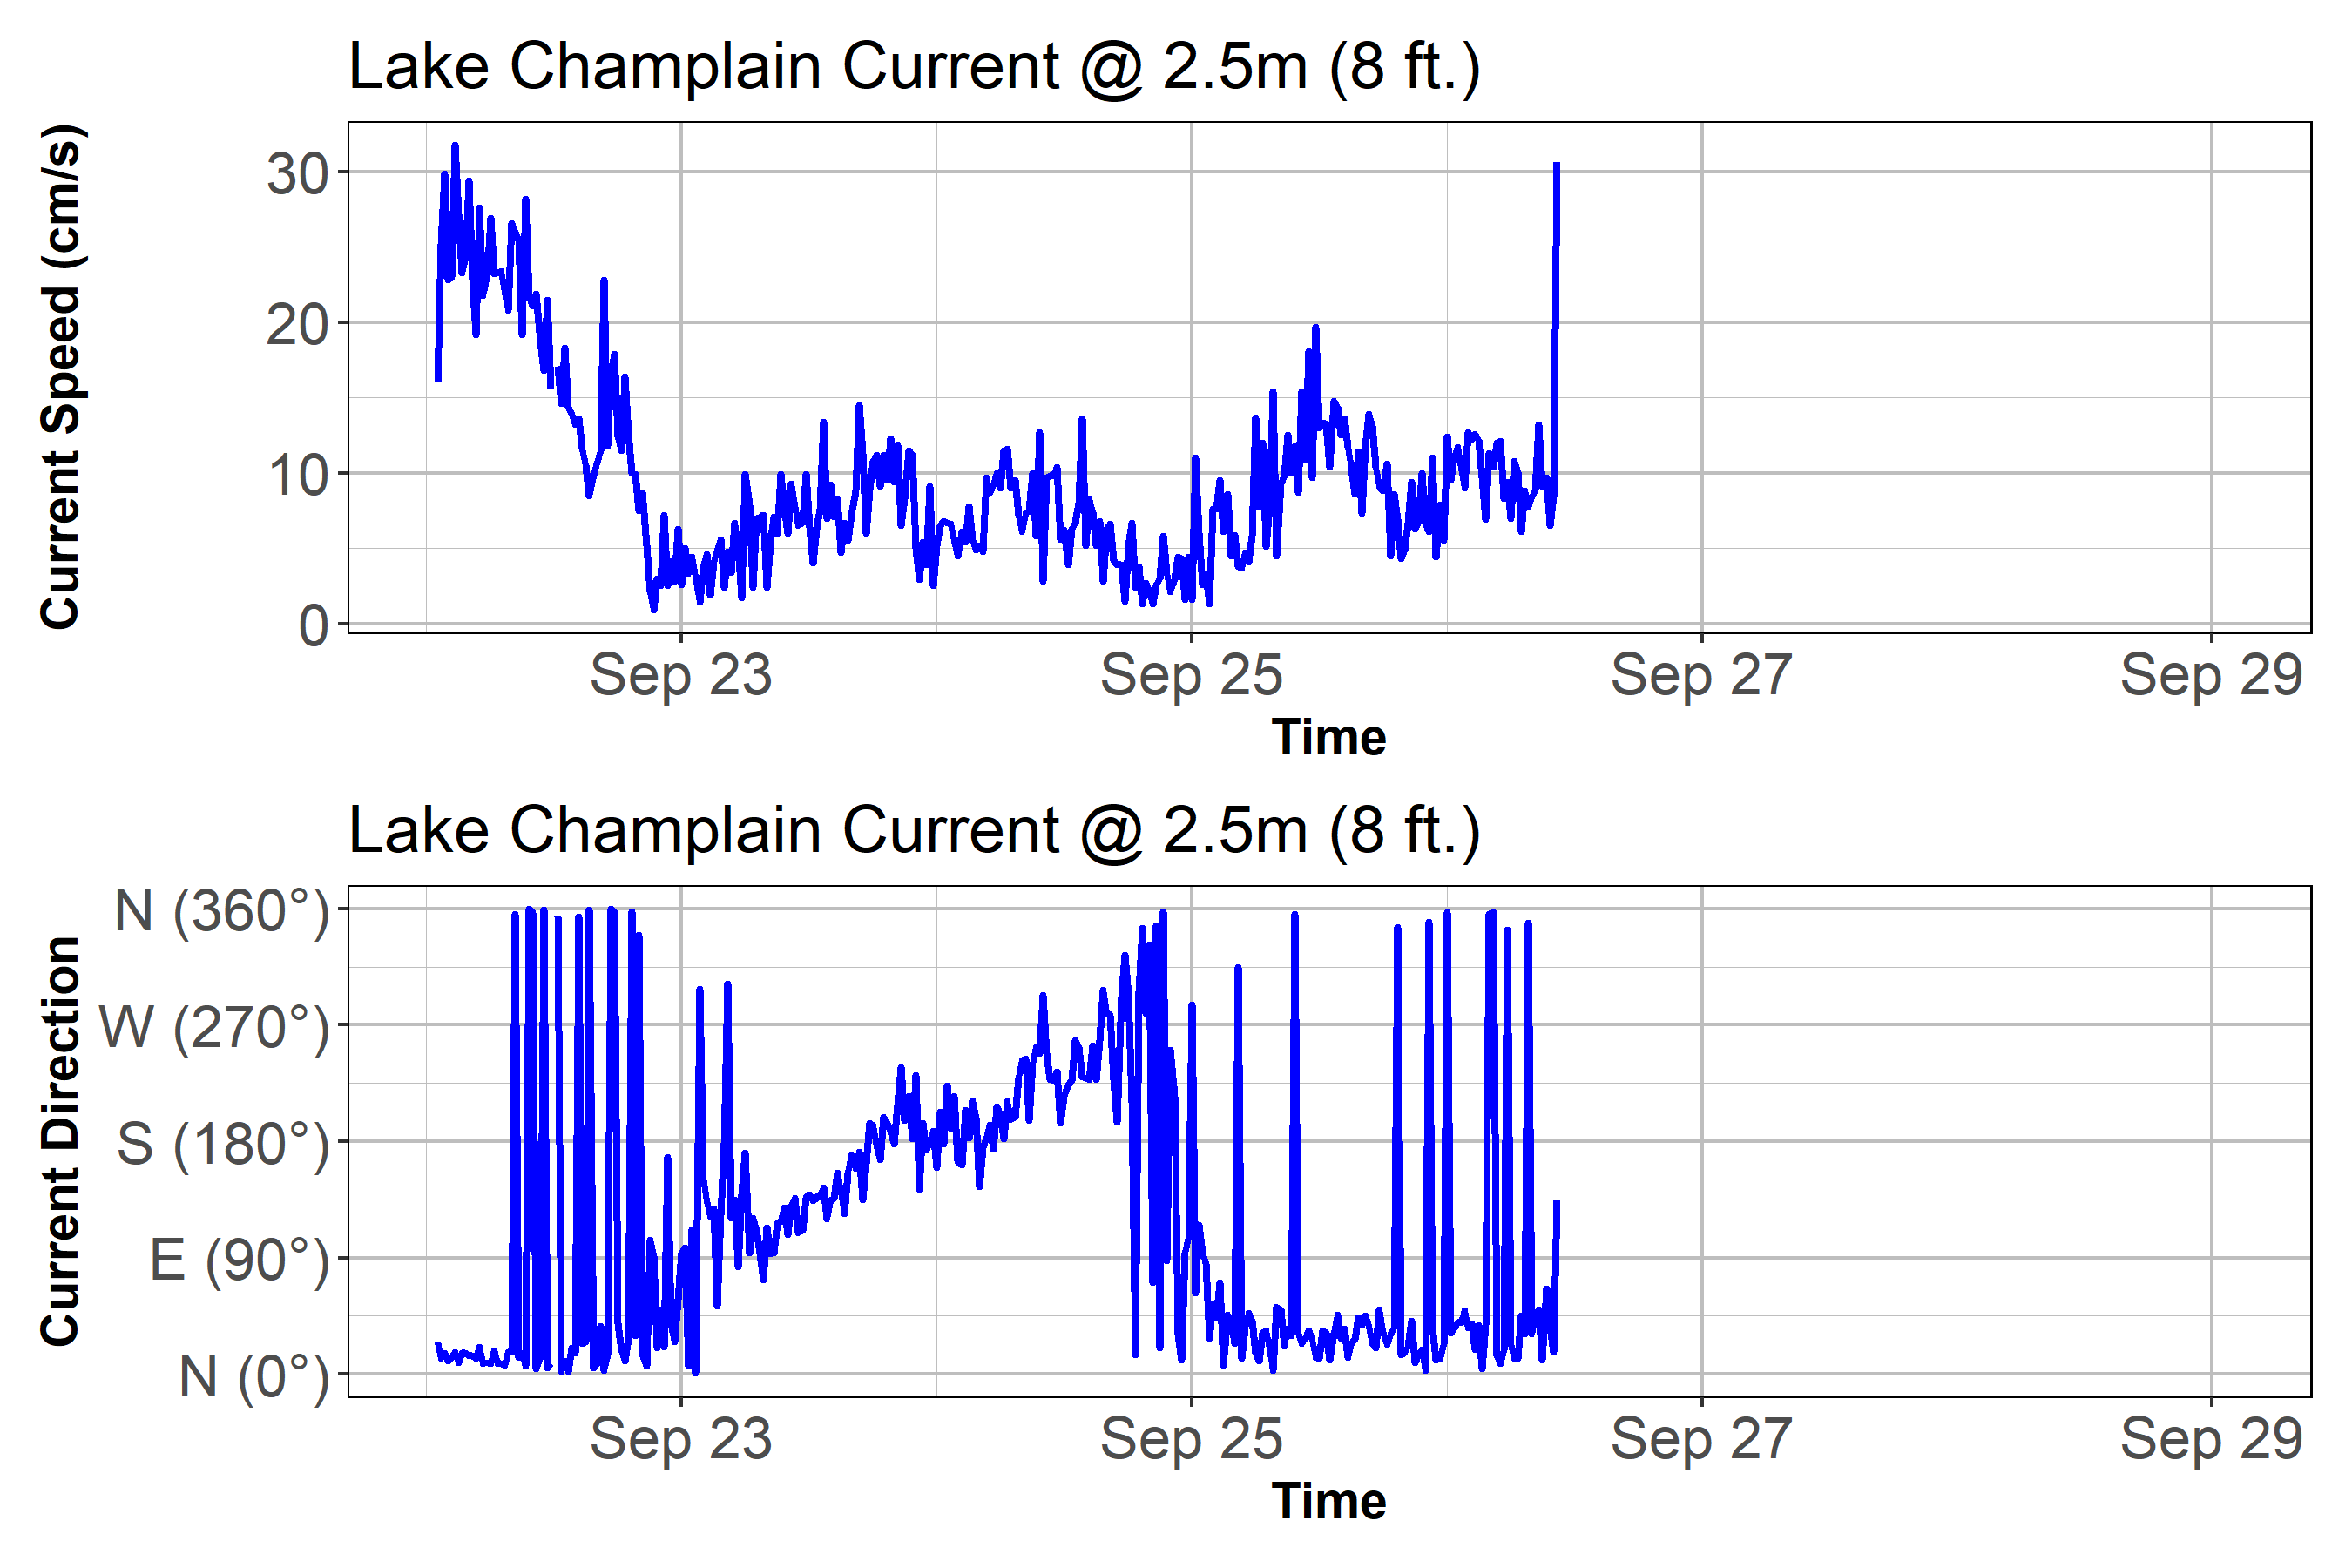 Lake Champlain Current @ 2.5m (8 ft.)
Current Speed (cm/s)
30
20
10
0
Sep 23 Sep 25 Sep 27 Sep 29
Time
Lake Champlain Current @ 2.5m (8 ft.)
Current Direction
N (360°)
W (270°)
S (180°)
E (90°)
N (0°)
Sep 23 Sep 25 Sep 27 Sep 29
Time